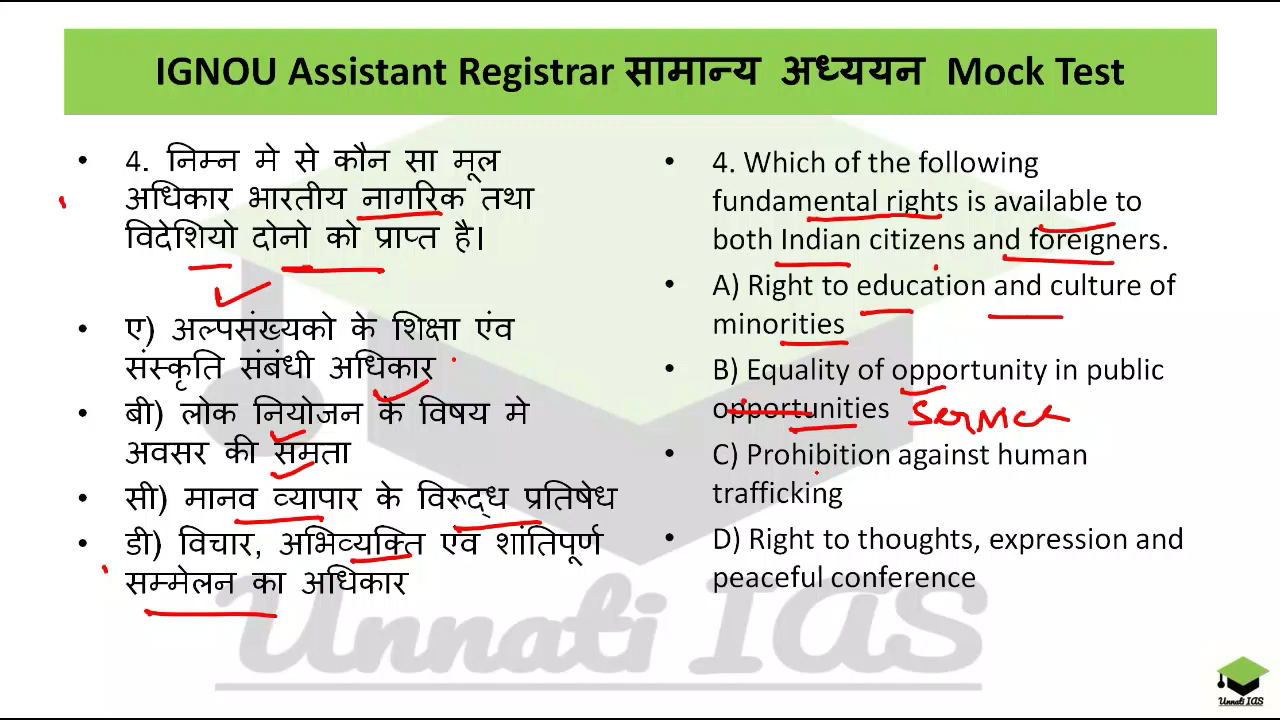 IGNOU Assistant Registrar सामान्य अध्ययन Mock Test
• 4. निम्न मे से कौन सा मूल
अधिकार भारतीय नागरिक तथा
विदेशियो दोनो को प्राप्त है।
• ए) अल्पसंख्यको के शिक्षा एंव
संस्कृति संबंधी अधिकार
• बी) लोक नियोजन के विषय मे
अवसर की समता
• सी) मानव व्यापार के विरूद्ध प्रतिषेध
• डी) विचार, अभिव्यक्ति एंव शांतिपूर्ण
सम्मेलन का अधिकार
• 4. Which of the following
fundamental rights is available to
both Indian citizens and foreigners.
• A) Right to education and culture of
minorities
• B) Equality of opportunity in public
opportunities Service
• C) Prohibition against human
trafficking
• D) Right to thoughts, expression and
peaceful conference
Unnati IAS
Unnati IAS